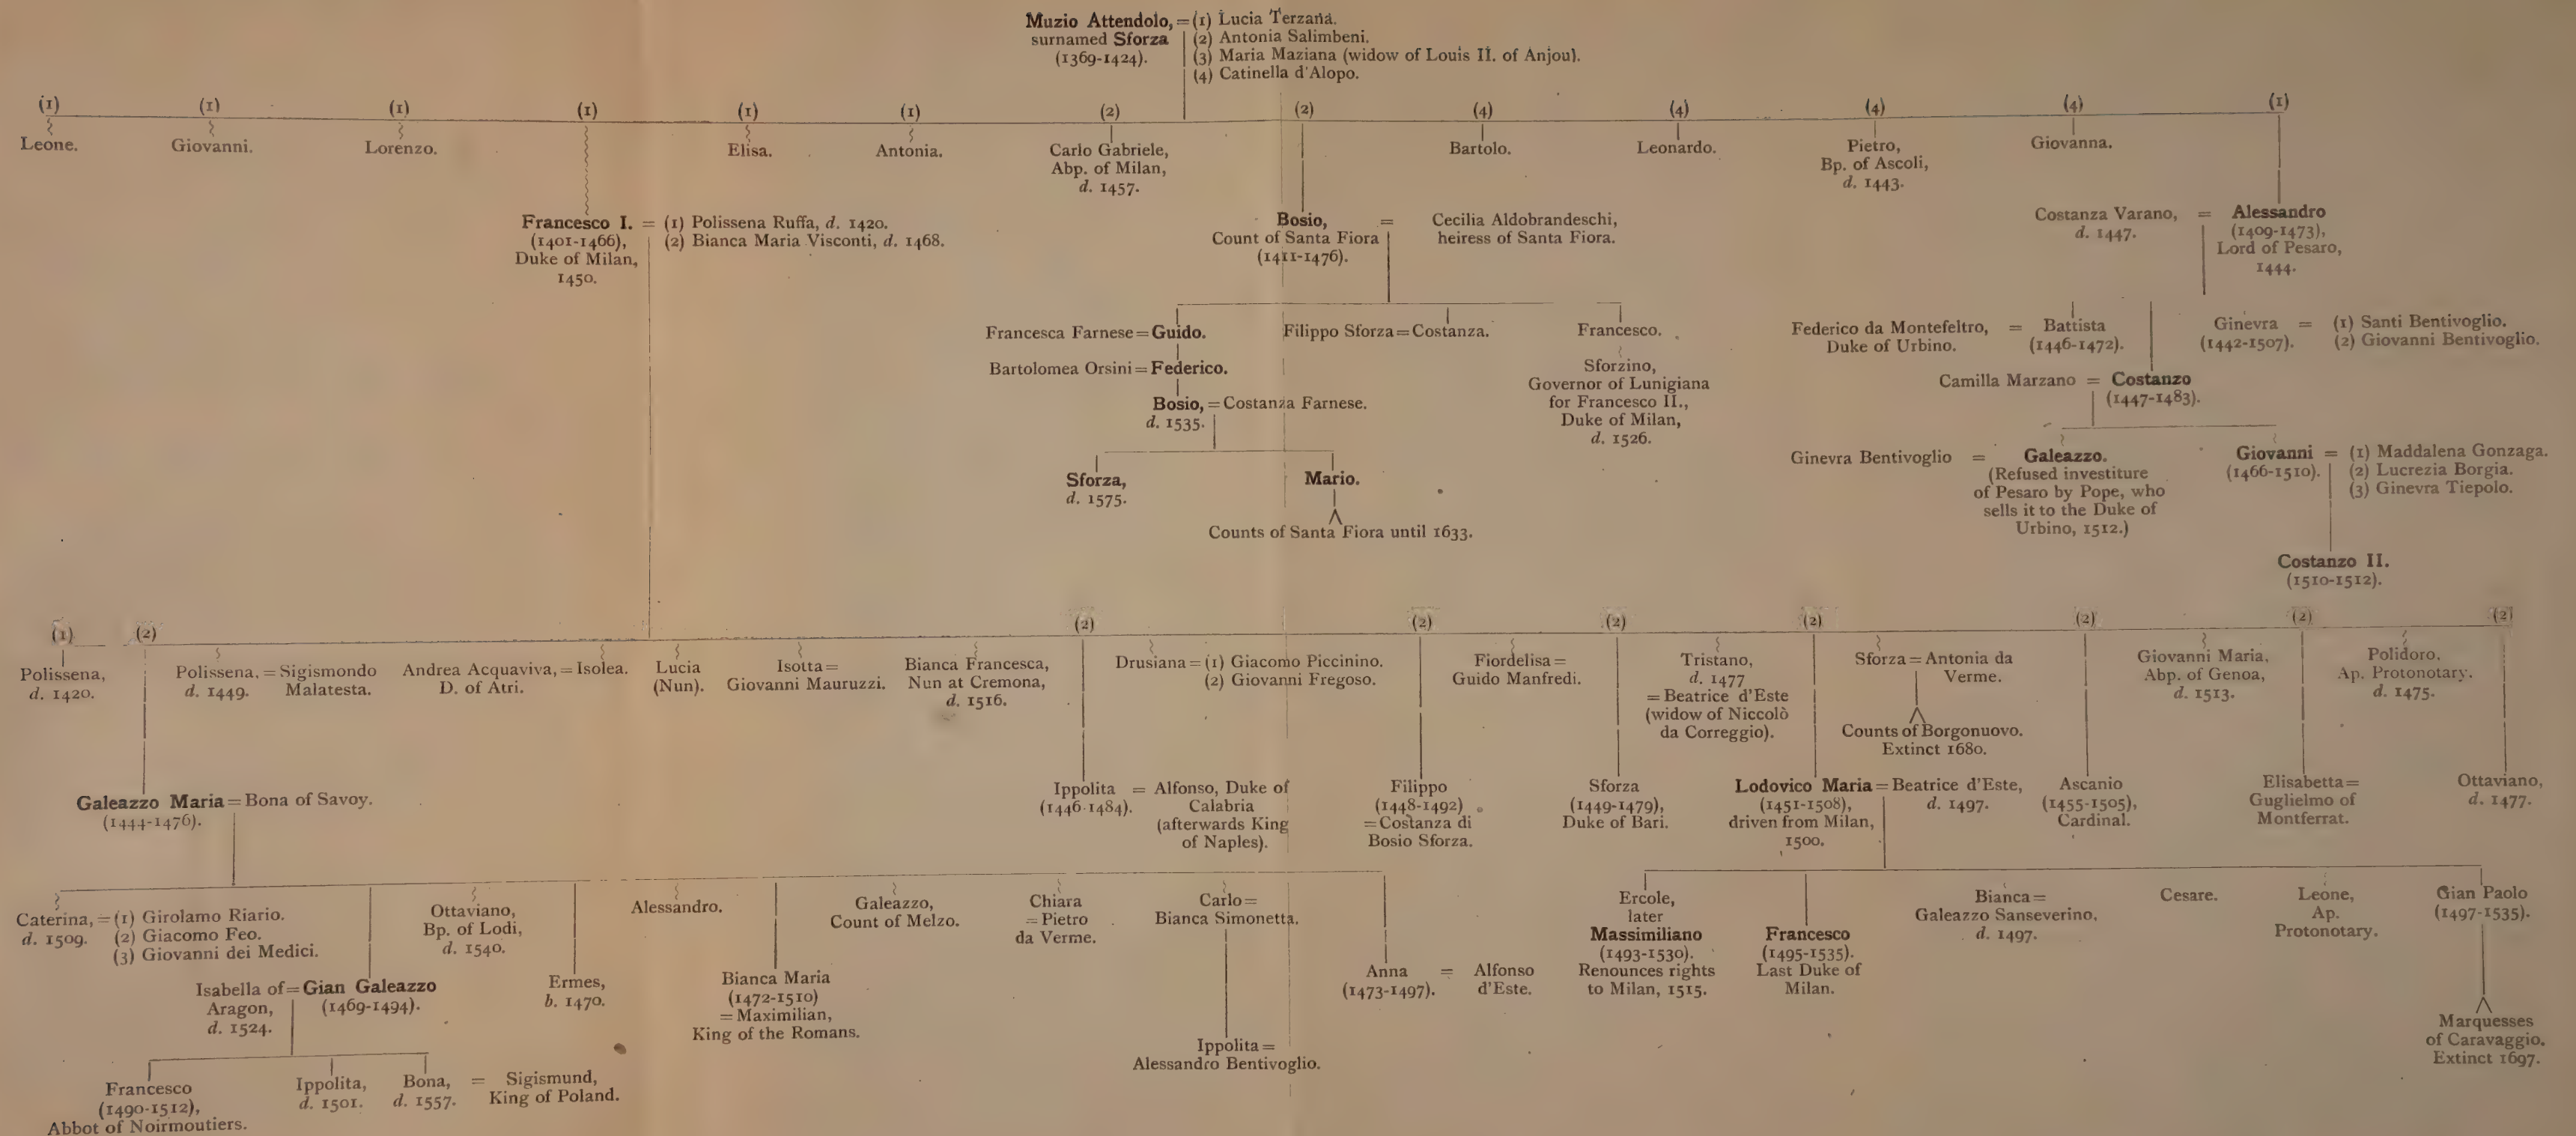 Muzio Attendolo, = (1) Lucia Terzana.
surnamed Sforza (2) Antonia Salimbeni.
(1369-1424). (3) Maria Maziana (widow of Louis II. of Anjou).
(4) Catinella d'Alopo.
(1) (1) (1) (1) (1) (1) (2) (2) (4) (4) (4) (4) (1)
Leone. Giovanni. Lorenzo. Elisa. Antonia.
Carlo Gabriele,
Abp. of Milan,
d. 1457.
Bartolo. Leonardo.
Pietro,
Bp. of Ascoli,
d. 1443.
Giovanna.
Francesco I. = (1) Polissena Ruffa, d. 1420.
(1401-1466), (2) Bianca Maria Visconti, d. 1468.
Duke of Milan,
1450.
Bosio, = Cecilia Aldobrandeschi,
Count of Santa Fiora heiress of Santa Fiora.
(1411-1476).
Costanza Varano, = Alessandro
d. 1447. (1409-1473),
Lord of Pesaro,
1444.
Francesca Farnese = Guido. Filippo Sforza = Costanza. Francesco.
Bartolomea Orsini = Federico.
Bosio, = Costanza Farnese.
d. 1535.
Sforzino,
Governor of Lunigiana
for Francesco II.,
Duke of Milan,
d. 1526.
Sforza,
d. 1575.
Mario.
Counts of Santa Fiora until 1633.
Federico da Montefeltro, = Battista
Duke of Urbino. (1446-1472).
Ginevra = (1) Santi Bentivoglio.
(1442-1507). (2) Giovanni Bentivoglio.
Camilla Marzano = Costanzo
(1447-1483).
Ginevra Bentivoglio = Galeazzo.
(Refused investiture
of Pesaro by Pope, who
sells it to the Duke of
Urbino, 1512.)
Giovanni = (1) Maddalena Gonzaga.
(1466-1510). (2) Lucrezia Borgia.
(3) Ginevra Tiepolo.
Costanzo II.
(1510-1512).
(1) (2) (2) (2) (2) (2) (2) (2) (2)
Polissena,
d. 1420.
Polissena, = Sigismondo
d. 1449. Malatesta.
Andrea Acquaviva, = Isolea.
D. of Atri.
Lucia
(Nun).
Isotta =
Giovanni Mauruzzi.
Bianca Francesca,
Nun at Cremona,
d. 1516.
Drusiana = (1) Giacomo Piccinino.
(2) Giovanni Fregoso.
Fiordelisa =
Guido Manfredi.
Tristano,
d. 1477
= Beatrice d'Este
(widow of Niccolò
da Correggio).
Sforza = Antonia da
Verme.
Counts of Borgonuovo.
Extinct 1680.
Giovanni Maria,
Abp. of Genoa,
d. 1513.
Polidoro,
Ap. Protonotary.
d. 1475.
Galeazzo Maria = Bona of Savoy.
(1444-1476).
Ippolita = Alfonso, Duke of
(1446-1484). Calabria
(afterwards King
of Naples).
Filippo
(1448-1492)
= Costanza di
Bosio Sforza.
Sforza
(1449-1479),
Duke of Bari.
Lodovico Maria = Beatrice d'Este,
(1451-1508), d. 1497.
driven from Milan,
1500.
Ascanio
(1455-1505),
Cardinal.
Elisabetta =
Guglielmo of
Montferrat.
Ottaviano,
d. 1477.
Caterina, = (1) Girolamo Riario.
d. 1509. (2) Giacomo Feo.
(3) Giovanni dei Medici.
Ottaviano,
Bp. of Lodi,
d. 1540.
Alessandro.
Galeazzo,
Count of Melzo.
Chiara
= Pietro
da Verme.
Carlo =
Bianca Simonetta.
Ercole,
later
Massimiliano
(1493-1530).
Renounces rights
to Milan, 1515.
Francesco
(1495-1535).
Last Duke of
Milan.
Bianca =
Galeazzo Sanseverino,
d. 1497.
Cesare.
Leone,
Ap.
Protonotary.
Gian Paolo
(1497-1535).
Isabella of = Gian Galeazzo
Aragon, (1469-1494).
d. 1524.
Ermes,
b. 1470.
Bianca Maria
(1472-1510)
= Maximilian,
King of the Romans.
Anna = Alfonso
(1473-1497). d'Este.
Marquesses
of Caravaggio.
Extinct 1697.
Ippolita =
Alessandro Bentivoglio.
Francesco
(1490-1512),
Abbot of Noirmoutiers.
Ippolita,
d. 1501.
Bona, = Sigismund,
d. 1557. King of Poland.